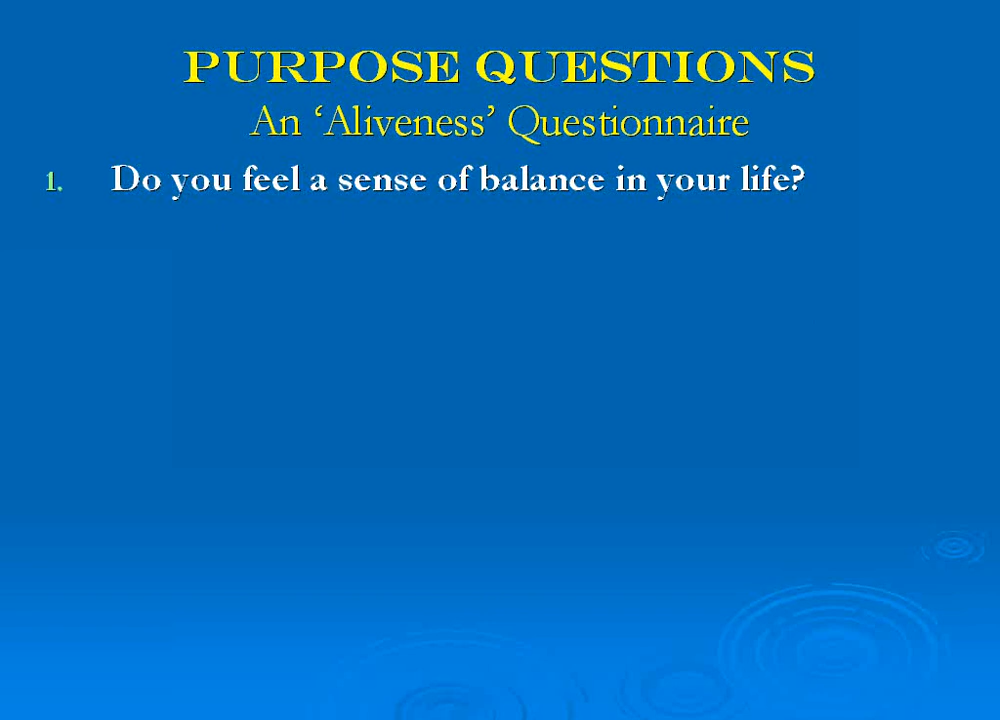 PURPOSE QUESTIONS
An ‘Aliveness’ Questionnaire
1. Do you feel a sense of balance in your life?